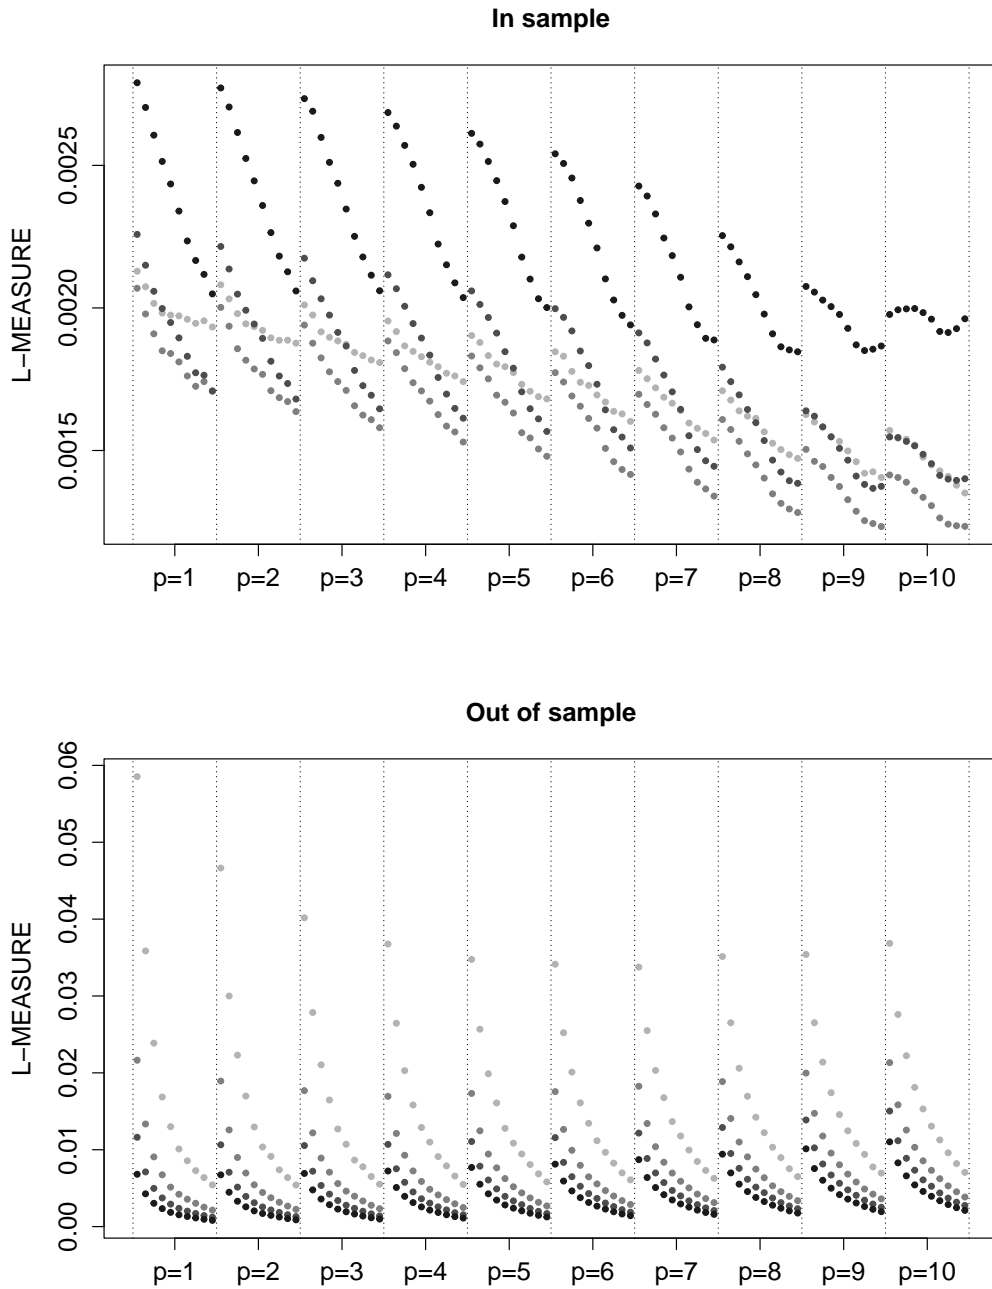 In sample
L−MEASURE
0.0025
0.0020
0.0015
p=1 p=2 p=3 p=4 p=5 p=6 p=7 p=8 p=9 p=10
Out of sample
L−MEASURE
0.06
0.05
0.04
0.03
0.02
0.01
0.00
p=1 p=2 p=3 p=4 p=5 p=6 p=7 p=8 p=9 p=10